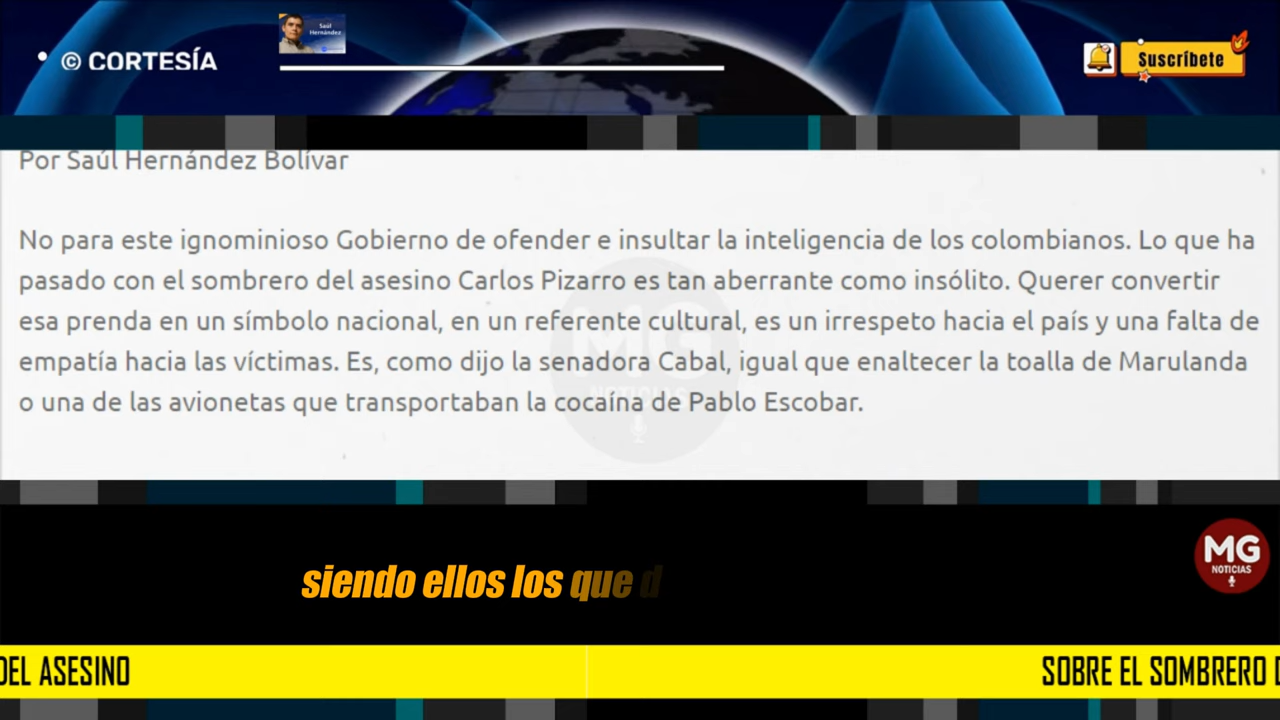 © CORTESÍA
Saúl
Hernández
Suscríbete
Por Saúl Hernández Bolívar
No para este ignominioso Gobierno de ofender e insultar la inteligencia de los colombianos. Lo que ha
pasado con el sombrero del asesino Carlos Pizarro es tan aberrante como insólito. Querer convertir
esa prenda en un símbolo nacional, en un referente cultural, es un irrespeto hacia el país y una falta de
empatía hacia las víctimas. Es, como dijo la senadora Cabal, igual que enaltecer la toalla de Marulanda
o una de las avionetas que transportaban la cocaína de Pablo Escobar.
MG
NOTICIAS
siendo ellos los que d
MG
NOTICIAS
DEL ASESINO
SOBRE EL SOMBRERO